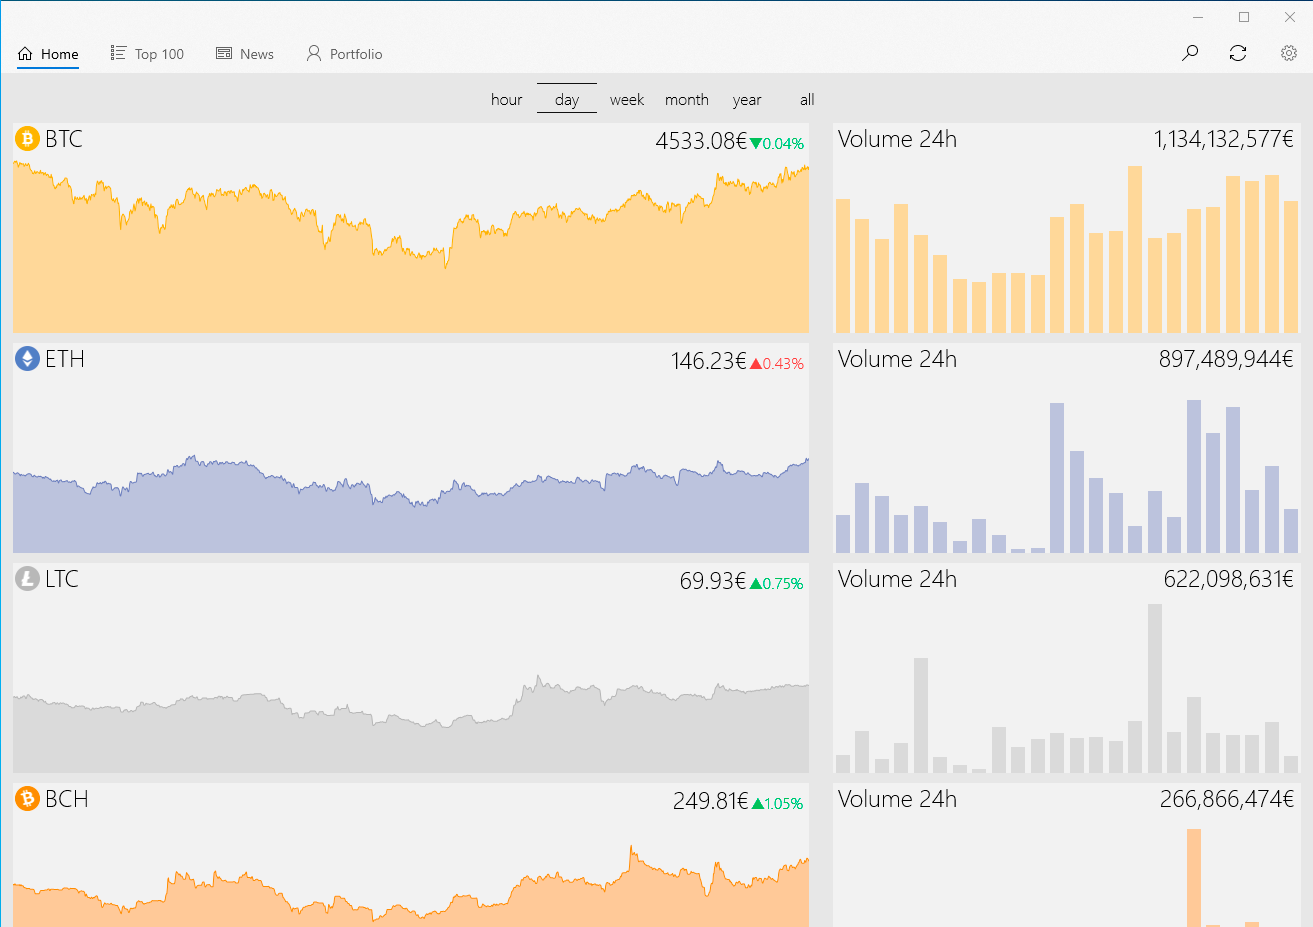 Home Top 100 News Portfolio
hour day week month year all
BTC 4533.08€▼0.04% Volume 24h 1,134,132,577€
ETH 146.23€▲0.43% Volume 24h 897,489,944€
LTC 69.93€▲0.75% Volume 24h 622,098,631€
BCH 249.81€▲1.05% Volume 24h 266,866,474€